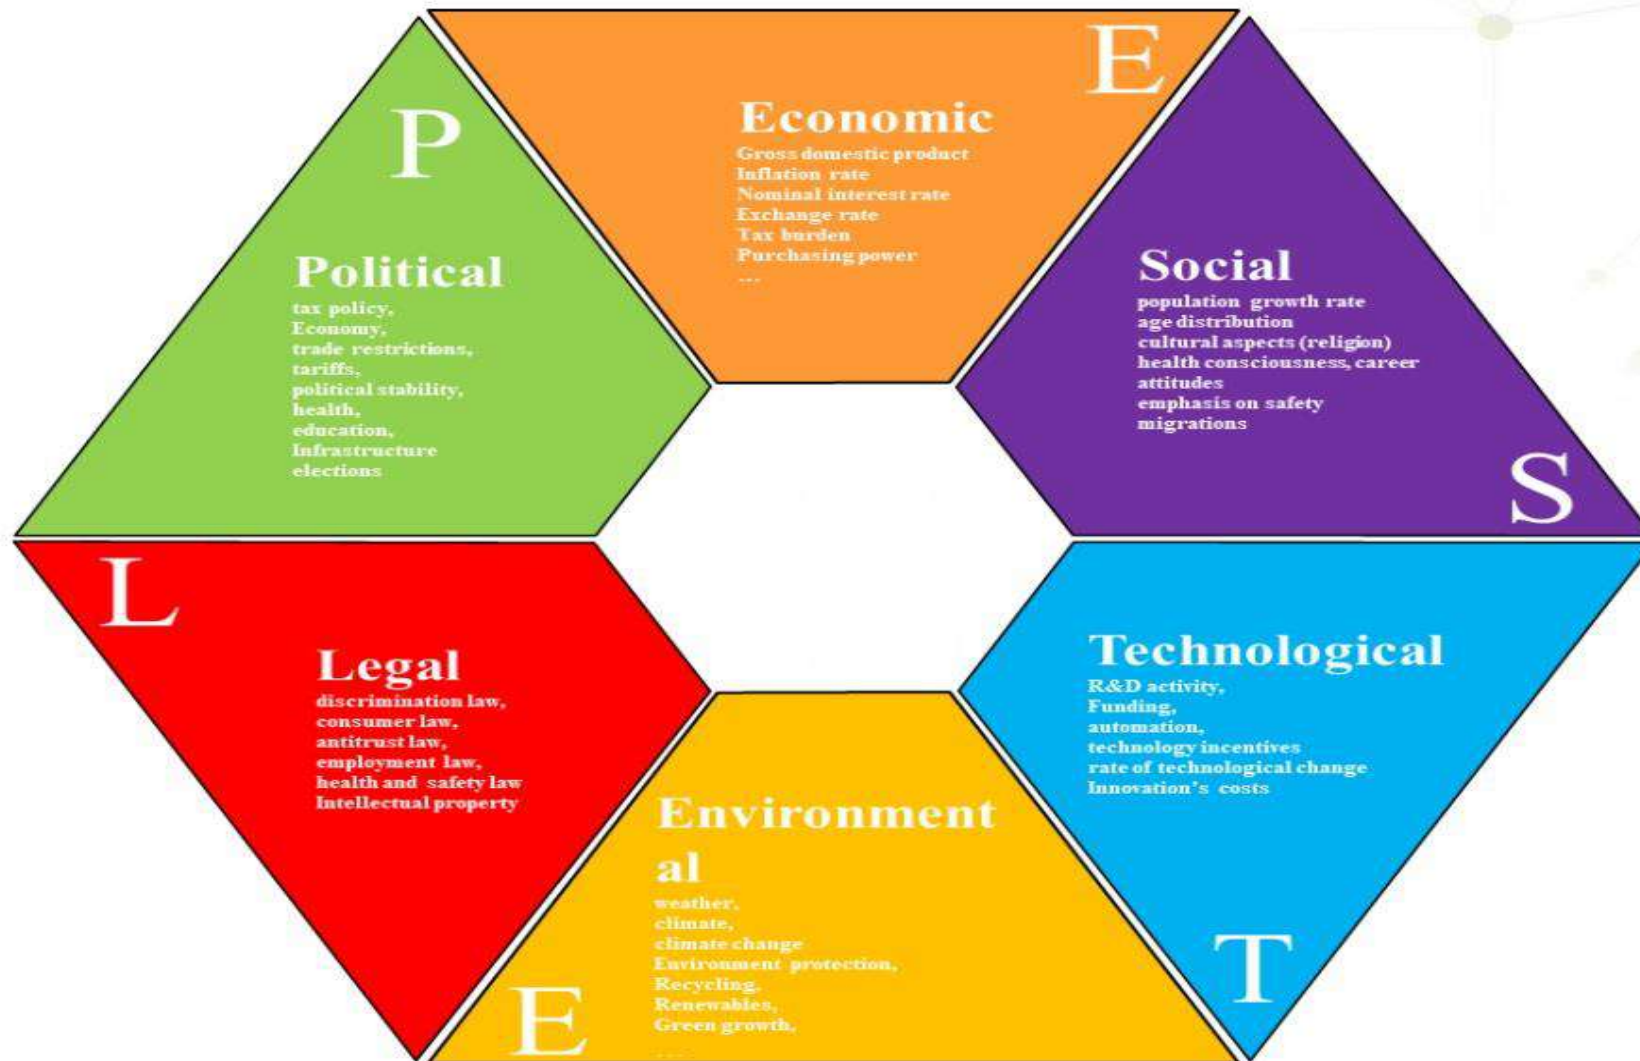 P
Political
tax policy,
Economy,
trade restrictions,
tariffs,
political stability,
health,
education,
Infrastructure
elections
E
Economic
Gross domestic product
Inflation rate
Nominal interest rate
Exchange rate
Tax burden
Purchasing power
...
Social
population growth rate
age distribution
cultural aspects (religion)
health consciousness, career
attitudes
emphasis on safety
migrations
S
Technological
R&D activity,
Funding,
automation,
technology incentives
rate of technological change
Innovation's costs
T
Environment
al
weather,
climate,
climate change
Environment protection,
Recycling,
Renewables,
Green growth,
....
E
L
Legal
discrimination law,
consumer law,
antitrust law,
employment law,
health and safety law
Intellectual property